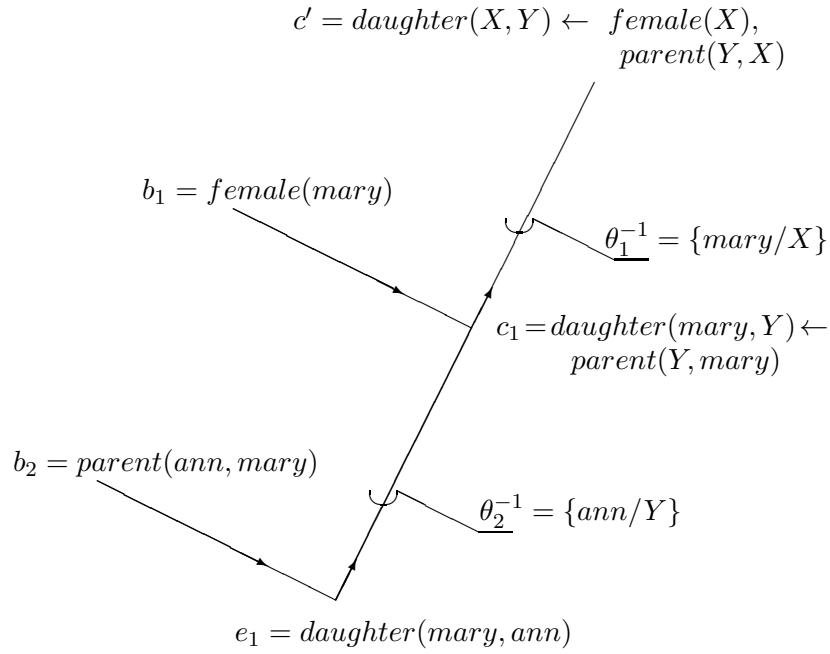 c′ = daughter(X, Y) ← female(X),
parent(Y, X)
b₁ = female(mary)
θ₁⁻¹ = {mary/X}
c₁ = daughter(mary, Y) ←
parent(Y, mary)
b₂ = parent(ann, mary)
θ₂⁻¹ = {ann/Y}
e₁ = daughter(mary, ann)